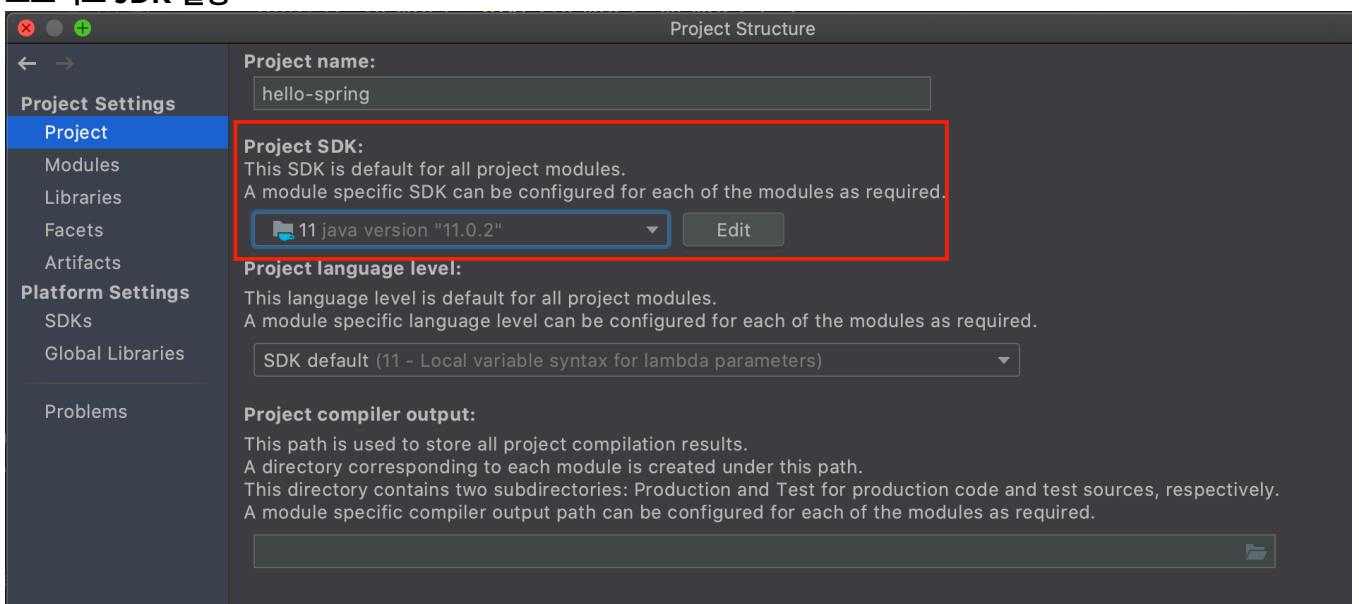 프로젝트 JDK 설정
Project Structure
Project name:
hello-spring
Project Settings
Project
Modules
Libraries
Facets
Artifacts
Platform Settings
SDKs
Global Libraries
Problems
Project SDK:
This SDK is default for all project modules.
A module specific SDK can be configured for each of the modules as required.
11 java version "11.0.2"
Edit
Project language level:
This language level is default for all project modules.
A module specific language level can be configured for each of the modules as required.
SDK default (11 - Local variable syntax for lambda parameters)
Project compiler output:
This path is used to store all project compilation results.
A directory corresponding to each module is created under this path.
This directory contains two subdirectories: Production and Test for production code and test sources, respectively.
A module specific compiler output path can be configured for each of the modules as required.